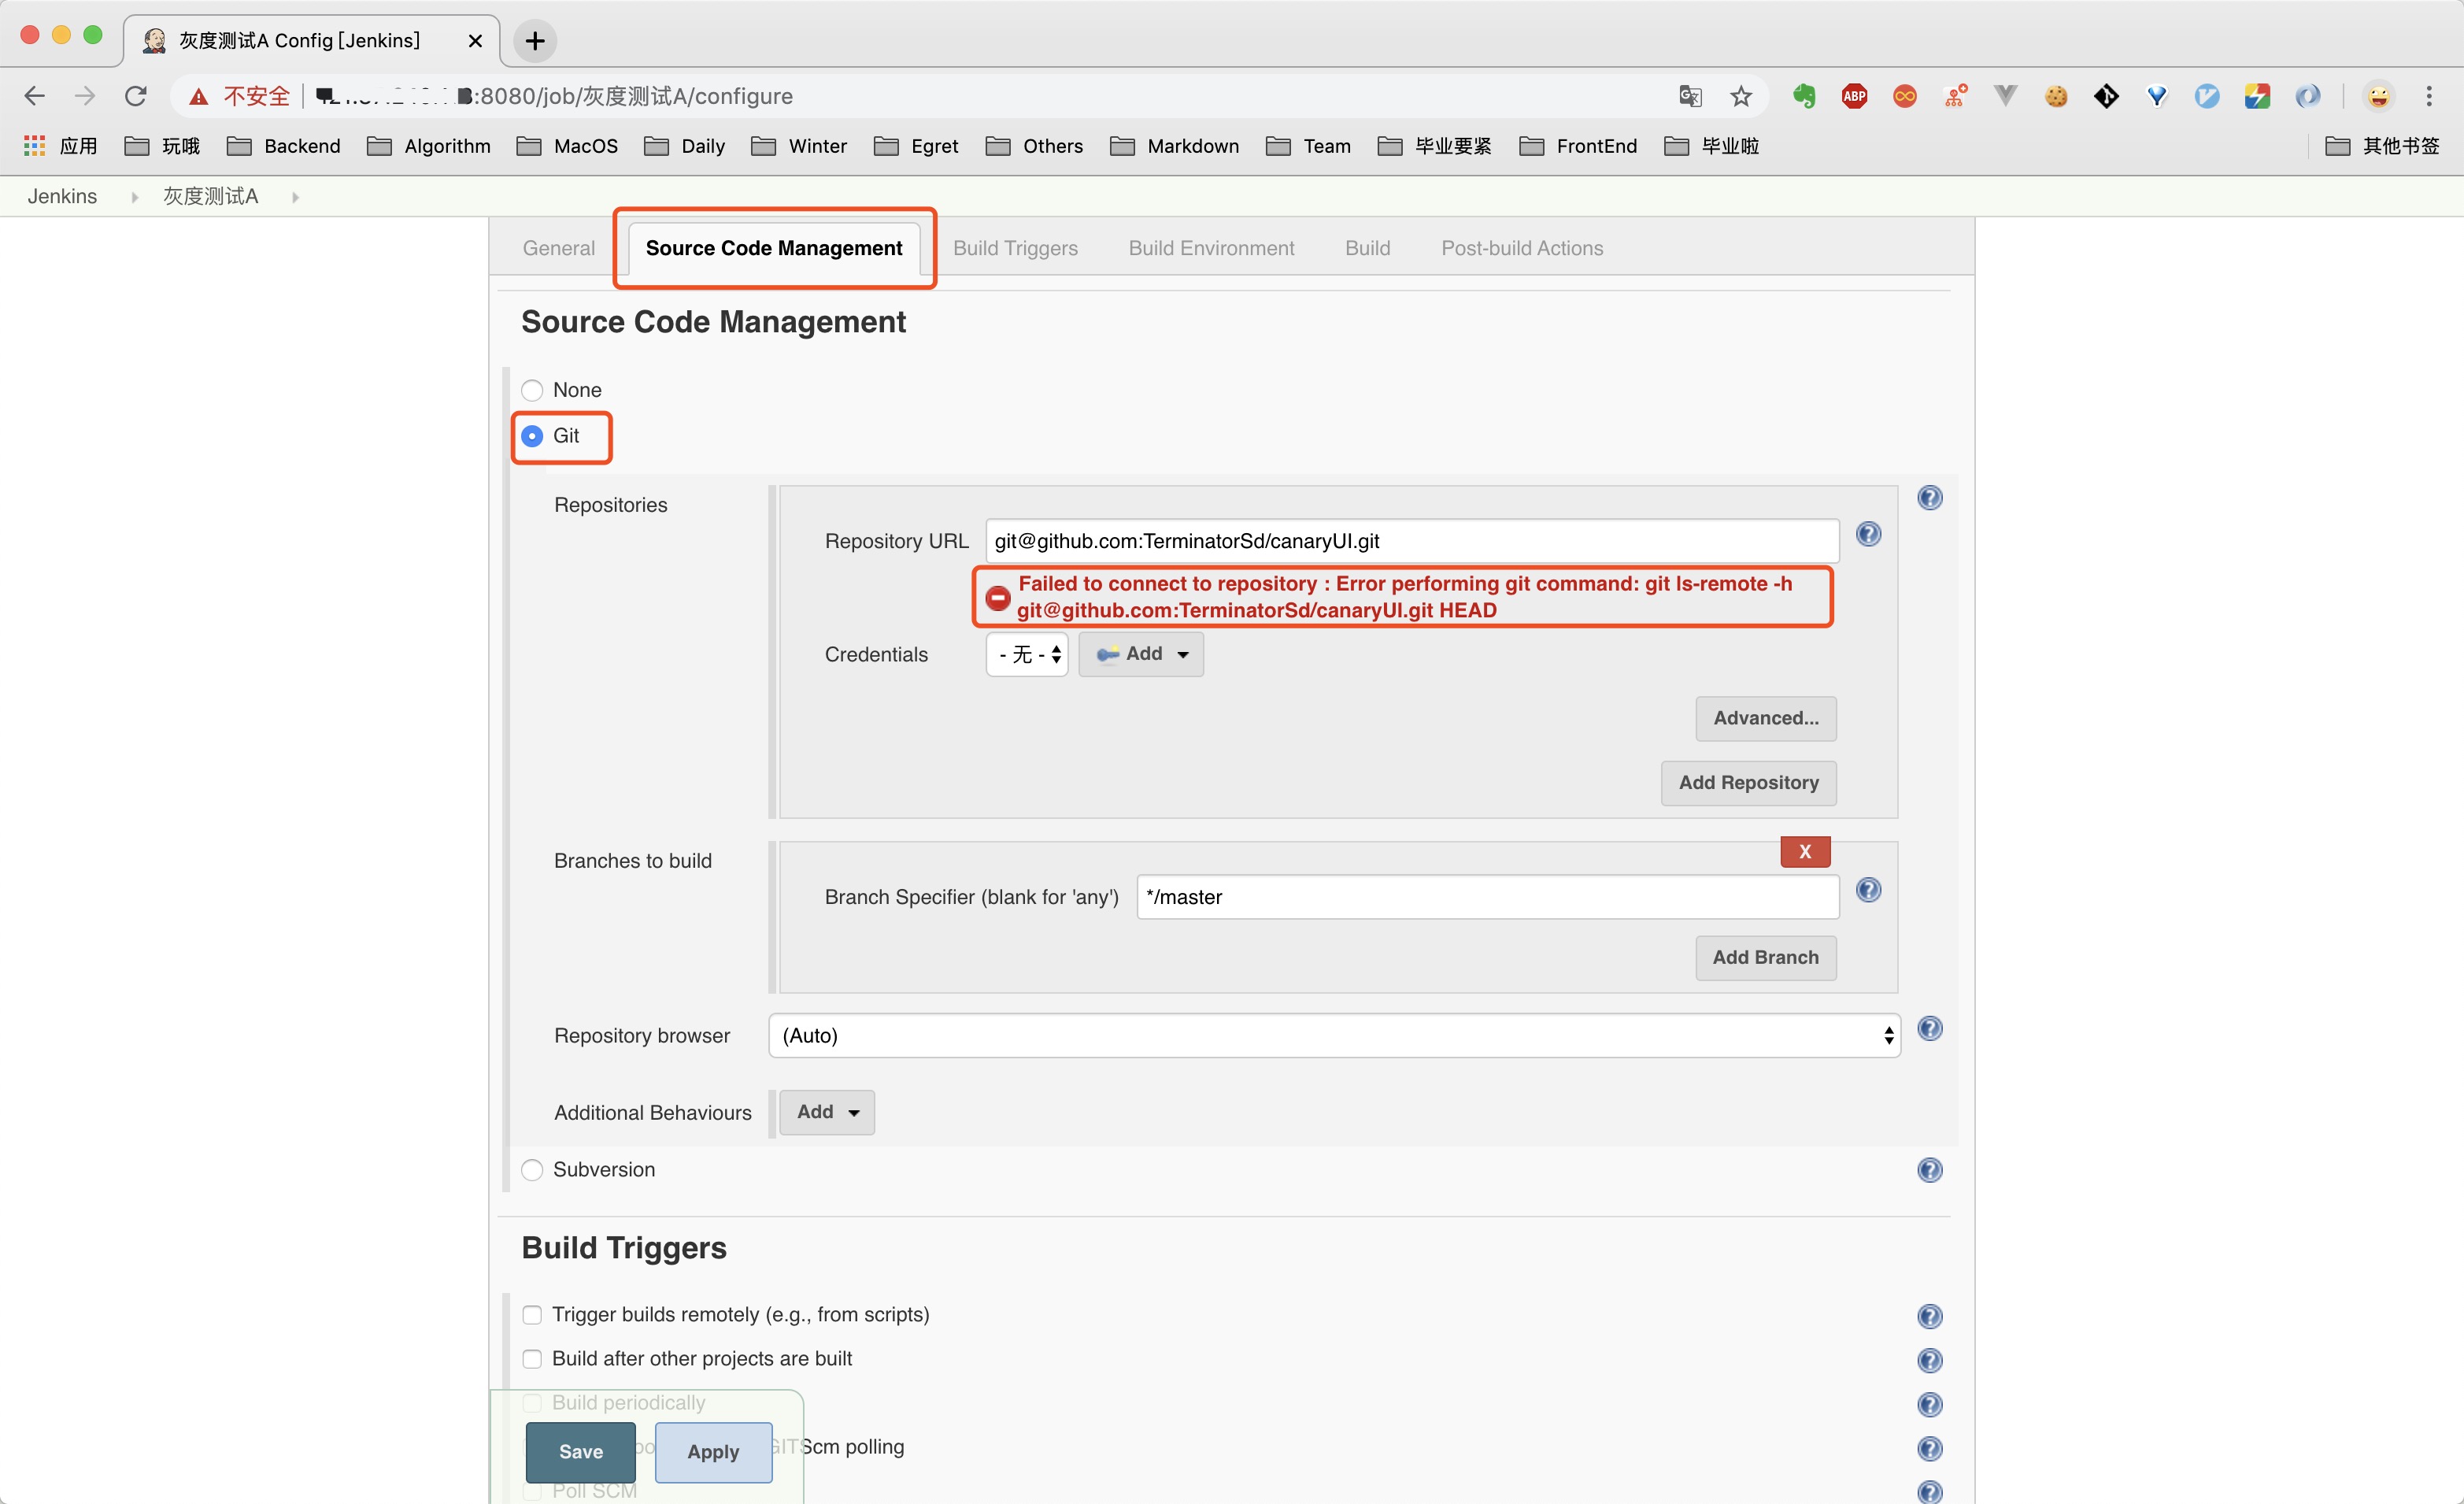 灰度测试A Config [Jenkins]
不安全 :8080/job/灰度测试A/configure
ABP
应用 玩哦 Backend Algorithm MacOS Daily Winter Egret Others Markdown Team 毕业要紧 FrontEnd 毕业啦 其他书签
Jenkins 灰度测试A
General Source Code Management Build Triggers Build Environment Build Post-build Actions
Source Code Management
None
Git
Repositories
Repository URL git@github.com:TerminatorSd/canaryUI.git
Failed to connect to repository : Error performing git command: git ls-remote -h
git@github.com:TerminatorSd/canaryUI.git HEAD
Credentials - 无 - Add
Advanced...
Add Repository
Branches to build
X
Branch Specifier (blank for 'any') */master
Add Branch
Repository browser (Auto)
Additional Behaviours Add
Subversion
Build Triggers
Trigger builds remotely (e.g., from scripts)
Build after other projects are built
Build periodically
Save Apply GITScm polling
Poll SCM